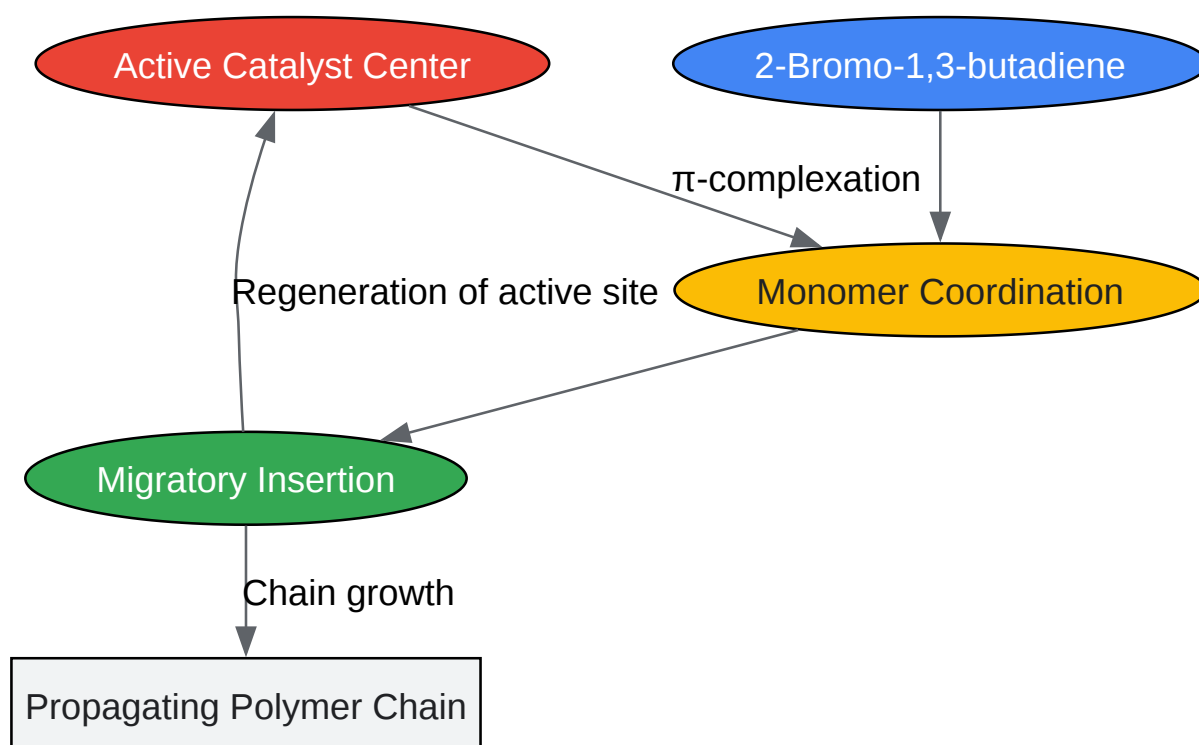 Active Catalyst Center
2-Bromo-1,3-butadiene
π-complexation
Regeneration of active site
Monomer Coordination
Migratory Insertion
Chain growth
Propagating Polymer Chain